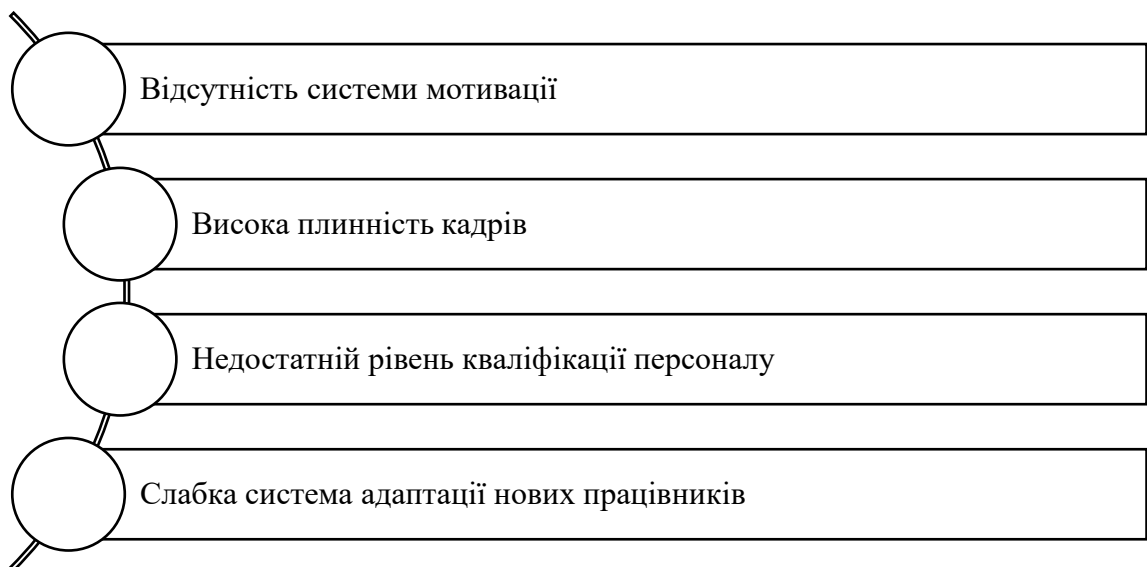 Відсутність системи мотивації
Висока плинність кадрів
Недостатній рівень кваліфікації персоналу
Слабка система адаптації нових працівників